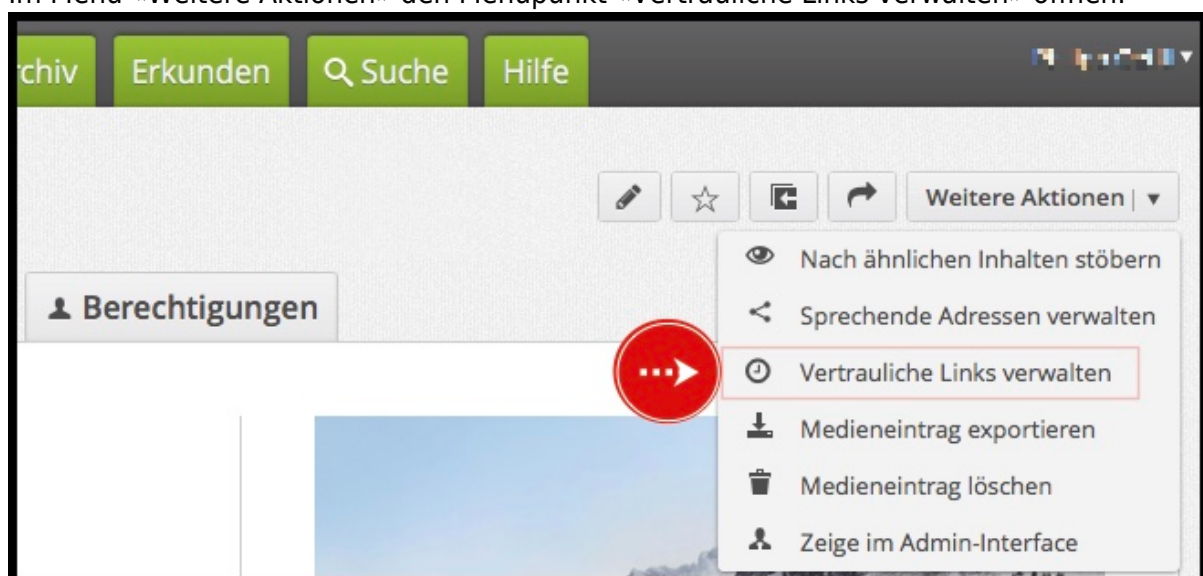 Im Menü «Weitere Aktionen» den Menüpunkt «Vertrauliche Links verwalten» öffnen.
chiv Erkunden Suche Hilfe
Weitere Aktionen
Nach ähnlichen Inhalten stöbern
Berechtigungen
Sprechende Adressen verwalten
Vertrauliche Links verwalten
Medieneintrag exportieren
Medieneintrag löschen
Zeige im Admin-Interface